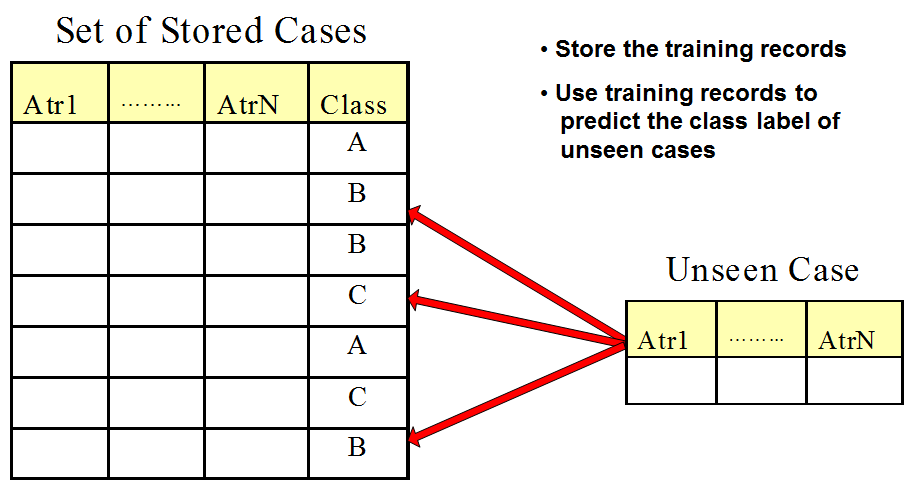 Set of Stored Cases
Atr1 ……… AtrN Class
A
B
B
C
A
C
B
• Store the training records
• Use training records to
predict the class label of
unseen cases
Unseen Case
Atr1 ……… AtrN